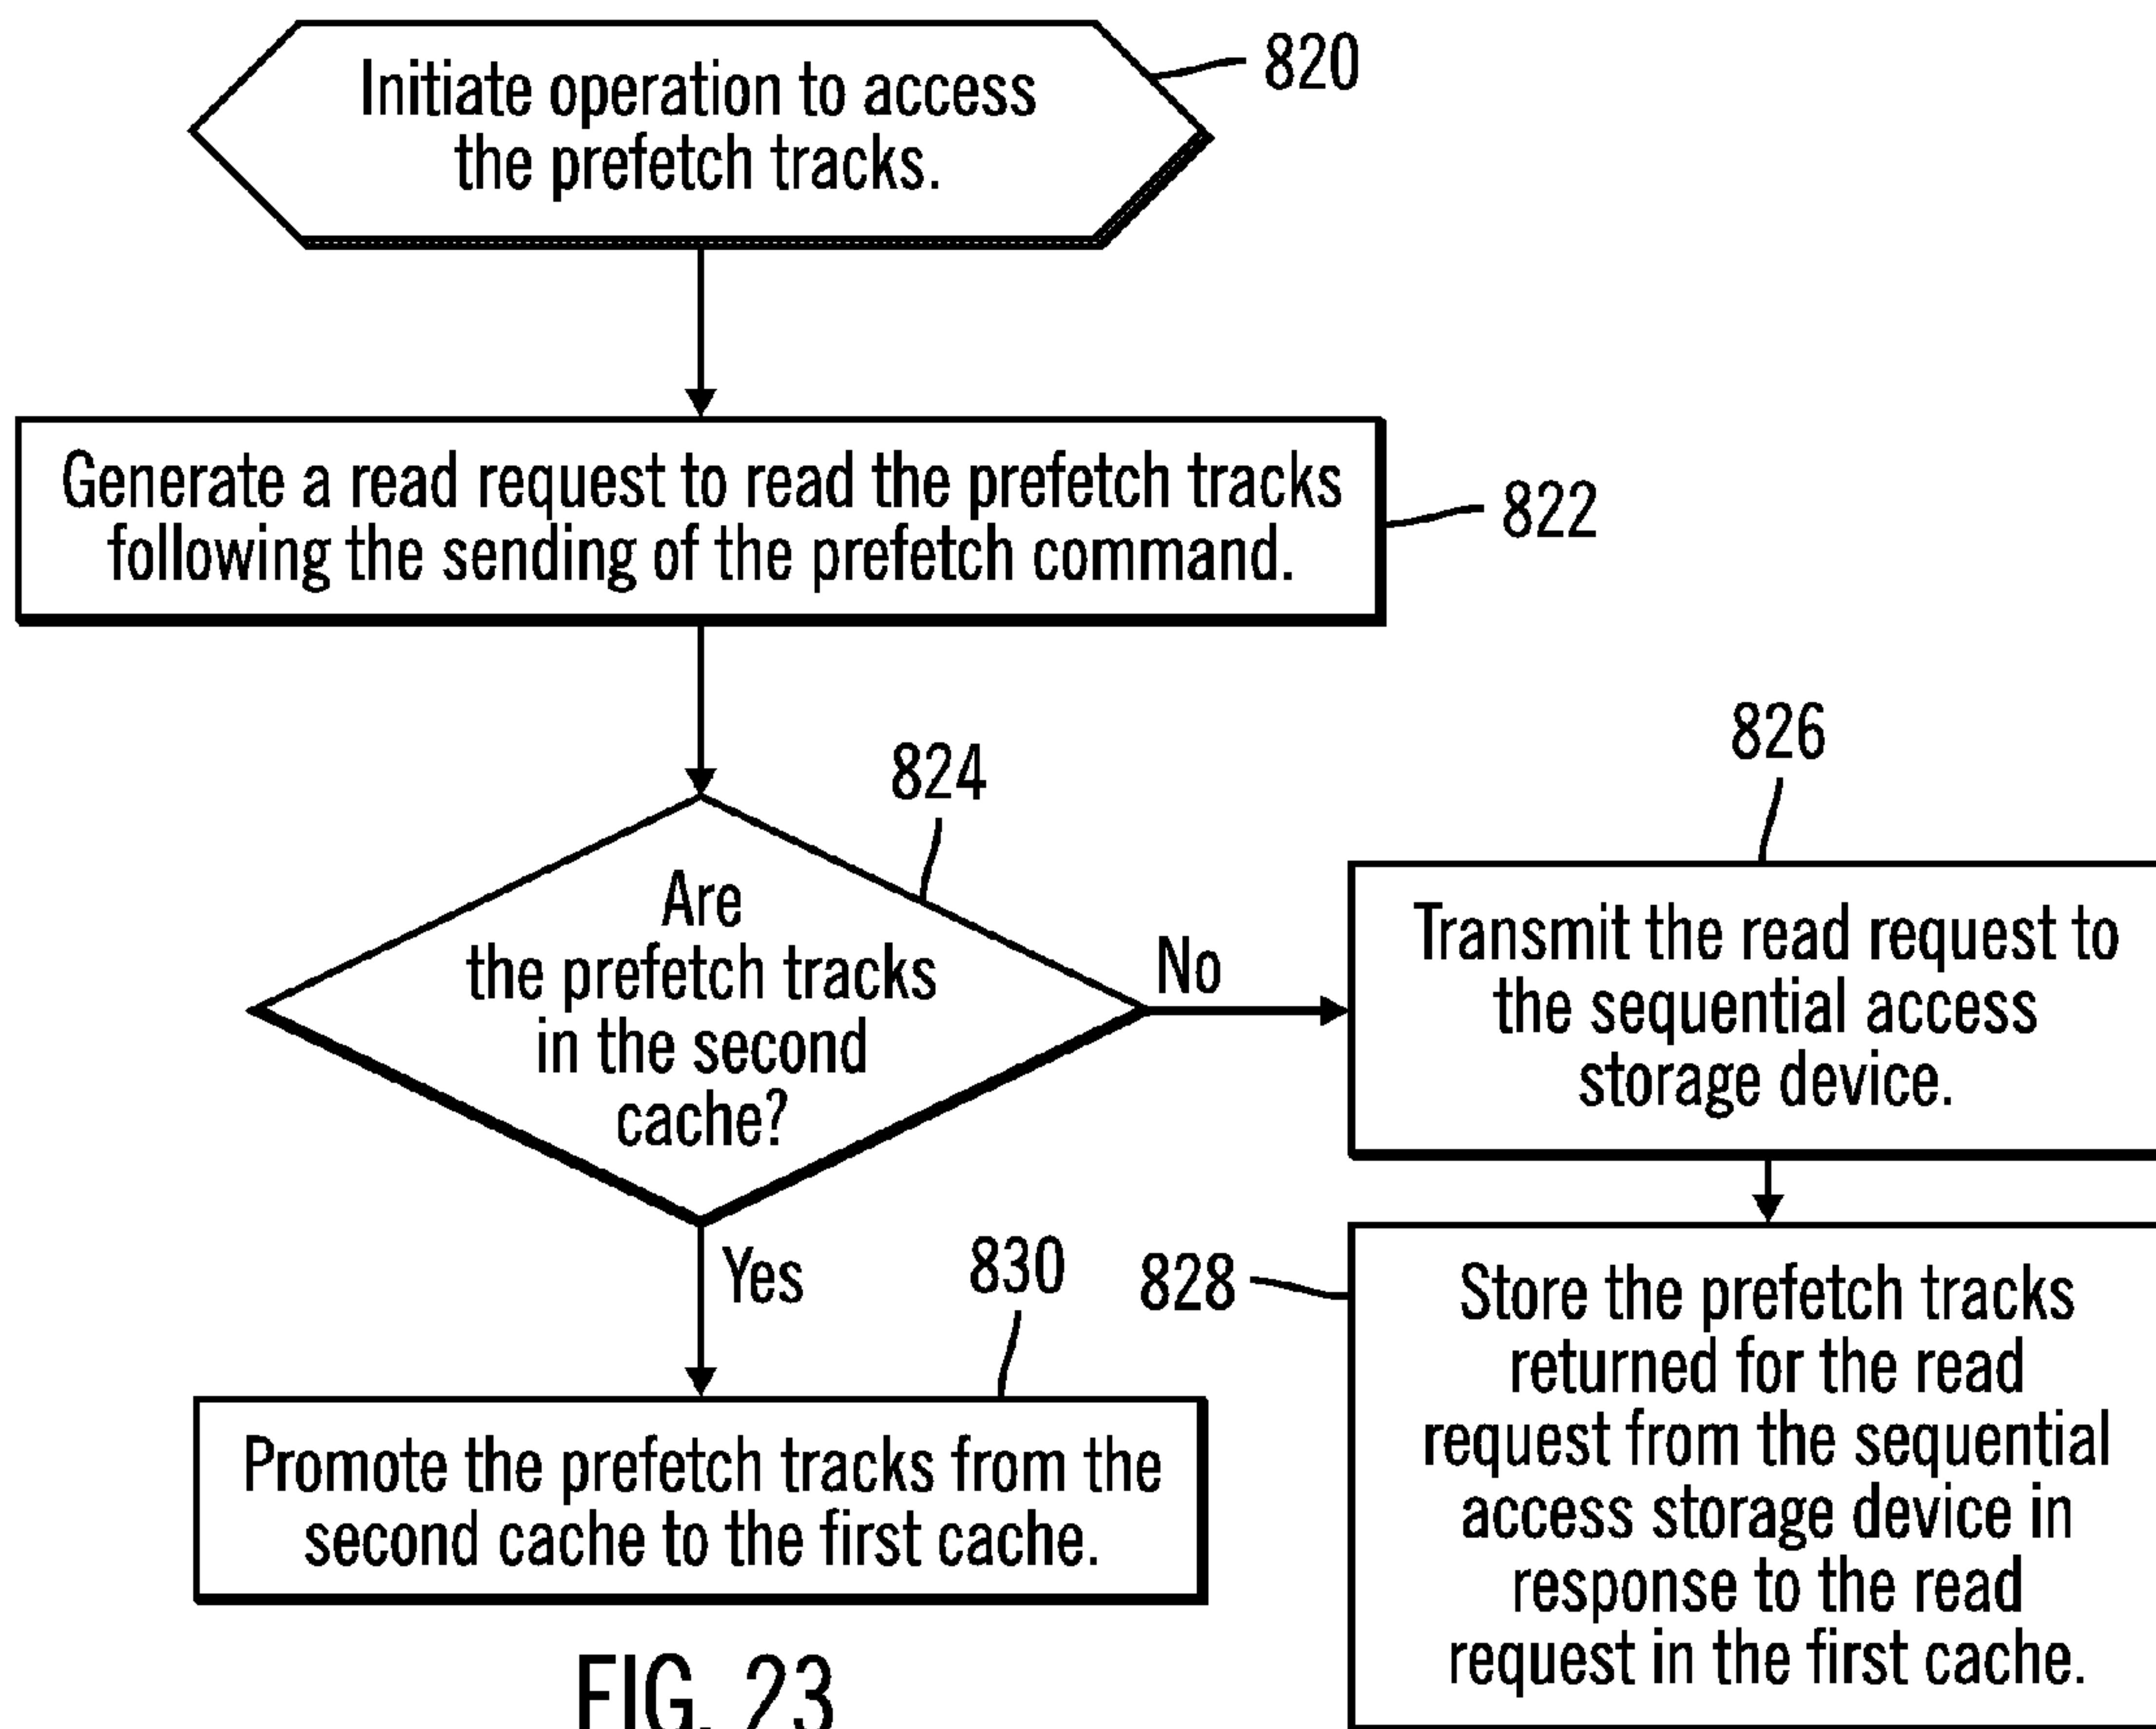 Initiate operation to access
the prefetch tracks.
820
Generate a read request to read the prefetch tracks
following the sending of the prefetch command.
822
824
Are
the prefetch tracks
in the second
cache?
No
826
Transmit the read request to
the sequential access
storage device.
Yes
830
Promote the prefetch tracks from the
second cache to the first cache.
828
Store the prefetch tracks
returned for the read
request from the sequential
access storage device in
response to the read
request in the first cache.
FIG. 23